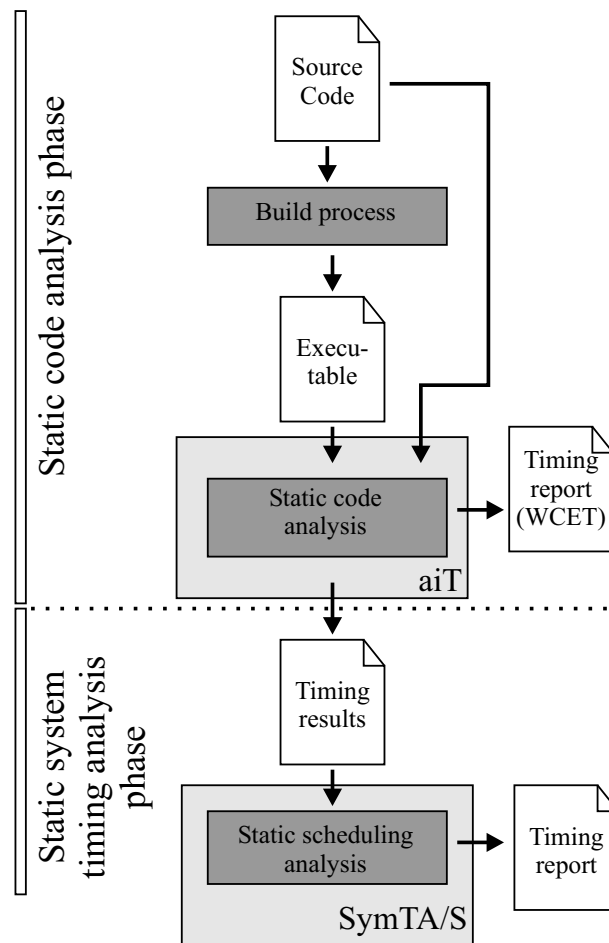 Static code analysis phase
Source
Code
Build process
Execu-
table
Static code
analysis
aiT
Timing
report
(WCET)
Static system
timing analysis
phase
Timing
results
Static scheduling
analysis
SymTA/S
Timing
report